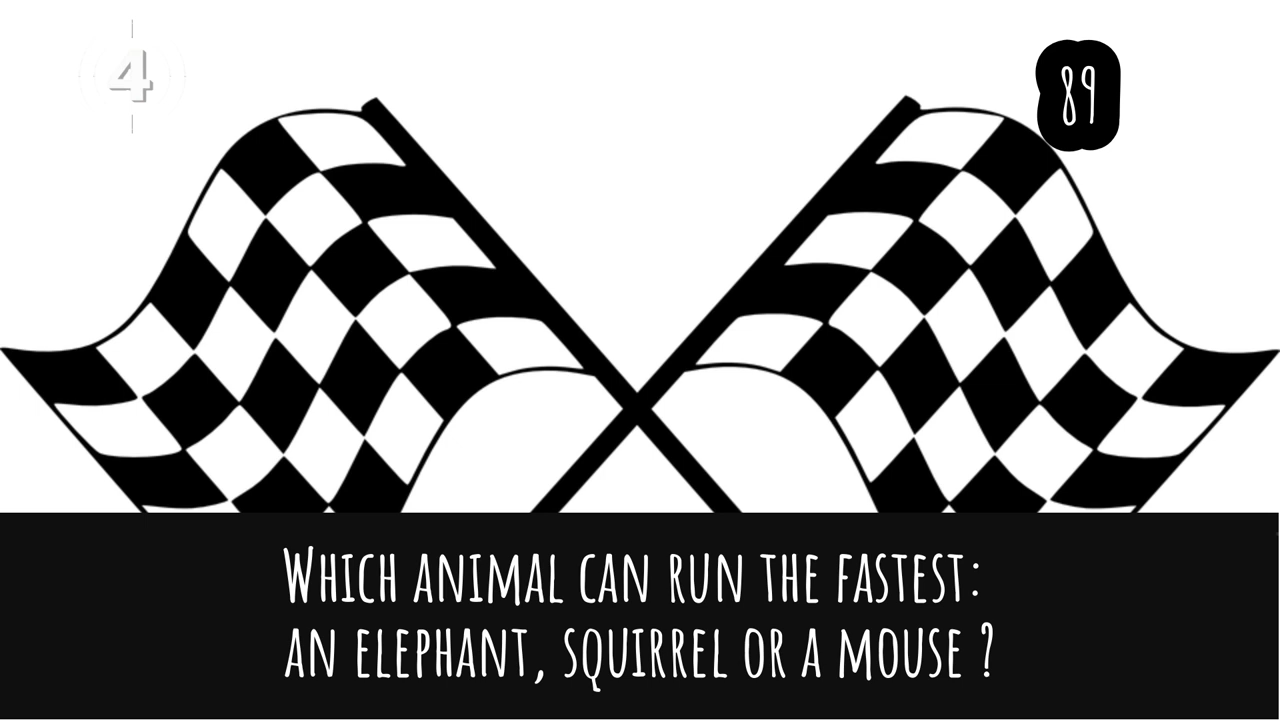 4
89
Which animal can run the fastest:
an elephant, squirrel or a mouse ?